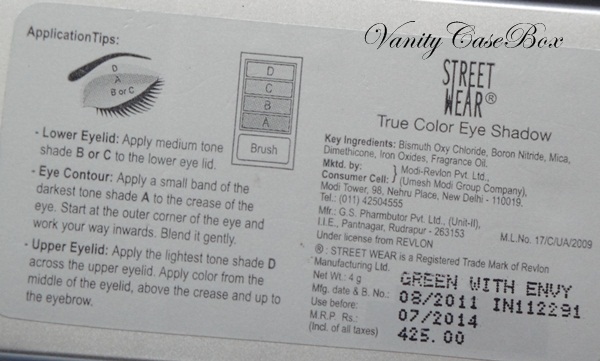 Vanity CaseBox
ApplicationTips:
D
A
B or C
D
C
B
A
Brush
- Lower Eyelid: Apply medium tone
shade B or C to the lower eye lid.
- Eye Contour: Apply a small band of the
darkest tone shade A to the crease of the
eye. Start at the outer corner of the eye and
work your way inwards. Blend it gently.
- Upper Eyelid: Apply the lightest tone shade D
across the upper eyelid. Apply color from the
middle of the eyelid, above the crease and up to
the eyebrow.
STREET
WEAR®
True Color Eye Shadow
Key Ingredients: Bismuth Oxy Chloride, Boron Nitride, Mica,
Dimethicone, Iron Oxides, Fragrance Oil.
Mktd. by: } Modi-Revlon Pvt. Ltd.,
Consumer Cell: (Umesh Modi Group Company),
Modi Tower, 98, Nehru Place, New Delhi - 110019.
Tel.: (011) 42504555
Mfr.: G.S. Pharmbutor Pvt. Ltd., (Unit-II),
I.I.E., Pantnagar, Rudrapur - 263153
Under license from REVLON
M.L.No. 17/C/UA/2009
® : STREET WEAR is a Registered Trade Mark of Revlon
Manufacturing Ltd.
Net Wt.: 4 g GREEN WITH ENVY
Mfg. date & B. No.: 08/2011 IN112291
Use before: 07/2014
M.R.P. Rs.: 425.00
(Incl. of all taxes)